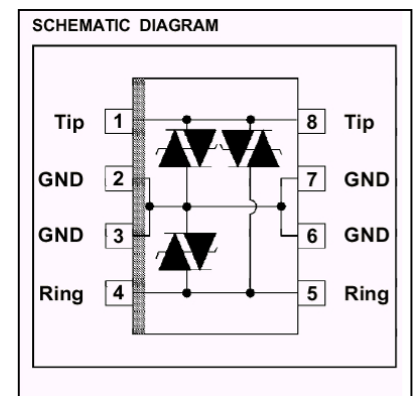 SCHEMATIC DIAGRAM
Tip 1 8 Tip
GND 2 7 GND
GND 3 6 GND
Ring 4 5 Ring